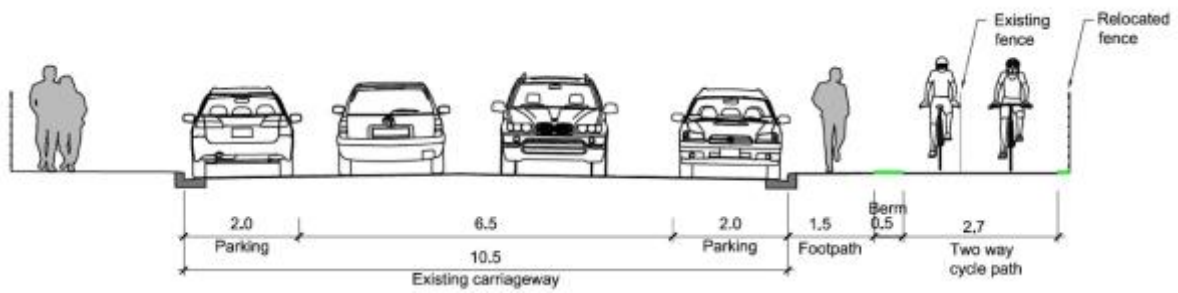 Existing
fence
Relocated
fence
Berm
2.0
6.5
2.0
1.5
0.5
2.7
Parking
Parking
Footpath
Two way
cycle path
10.5
Existing carriageway